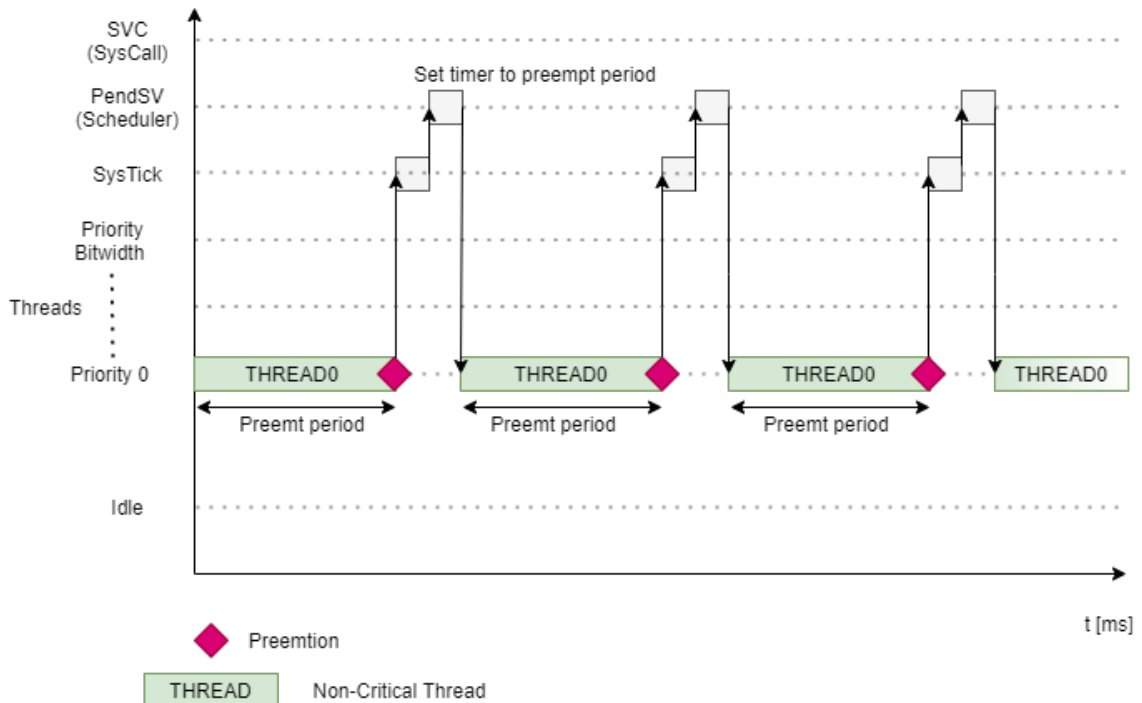 SVC
(SysCall)
Set timer to preempt period
PendSV
(Scheduler)
SysTick
Priority
Bitwidth
Threads
Priority 0
THREAD0
THREAD0
THREAD0
THREAD0
Preemt period
Preemt period
Preemt period
Idle
t [ms]
Preemtion
THREAD
Non-Critical Thread